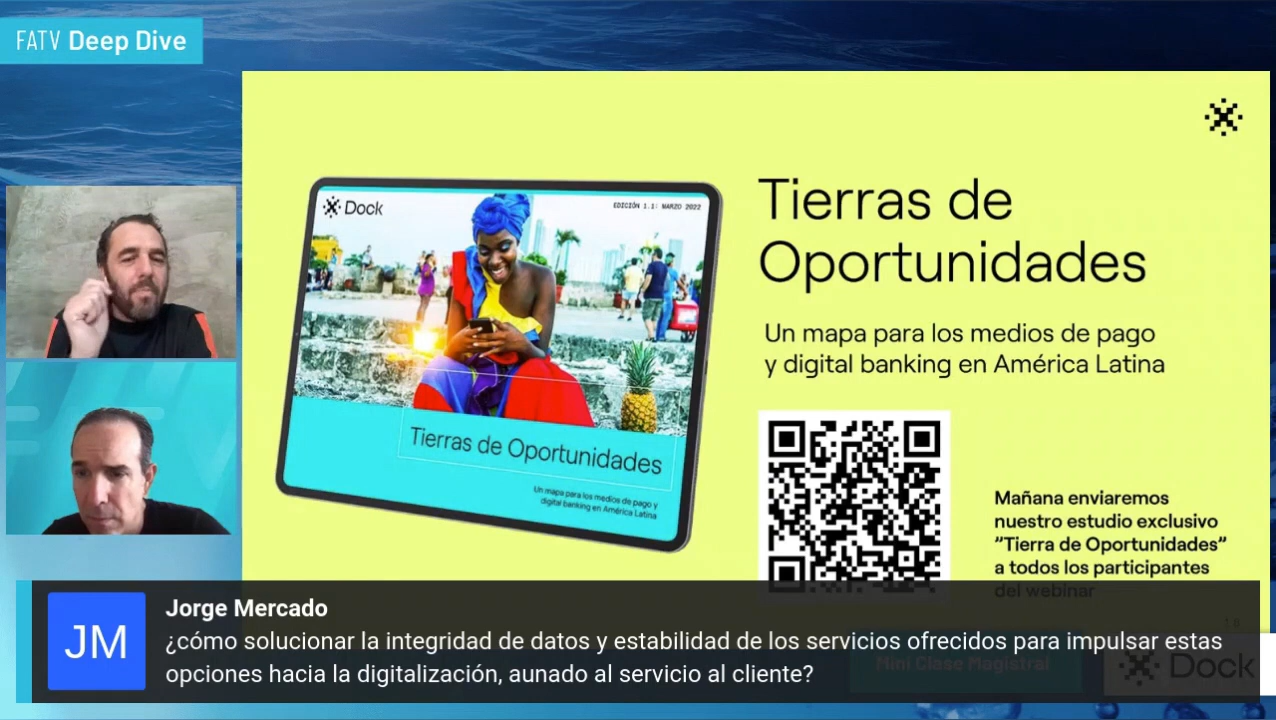 FATV Deep Dive
Dock
EDICIÓN 1.1: MARZO 2022
Tierras de Oportunidades
Un mapa para los medios de pago y
digital banking en América Latina
Tierras de
Oportunidades
Un mapa para los medios de pago
y digital banking en América Latina
Mañana enviaremos
nuestro estudio exclusivo
"Tierra de Oportunidades"
a todos los participantes
del webinar
Jorge Mercado
JM
¿cómo solucionar la integridad de datos y estabilidad de los servicios ofrecidos para impulsar estas
opciones hacia la digitalización, aunado al servicio al cliente?
Mini Clase Magistral
Dock